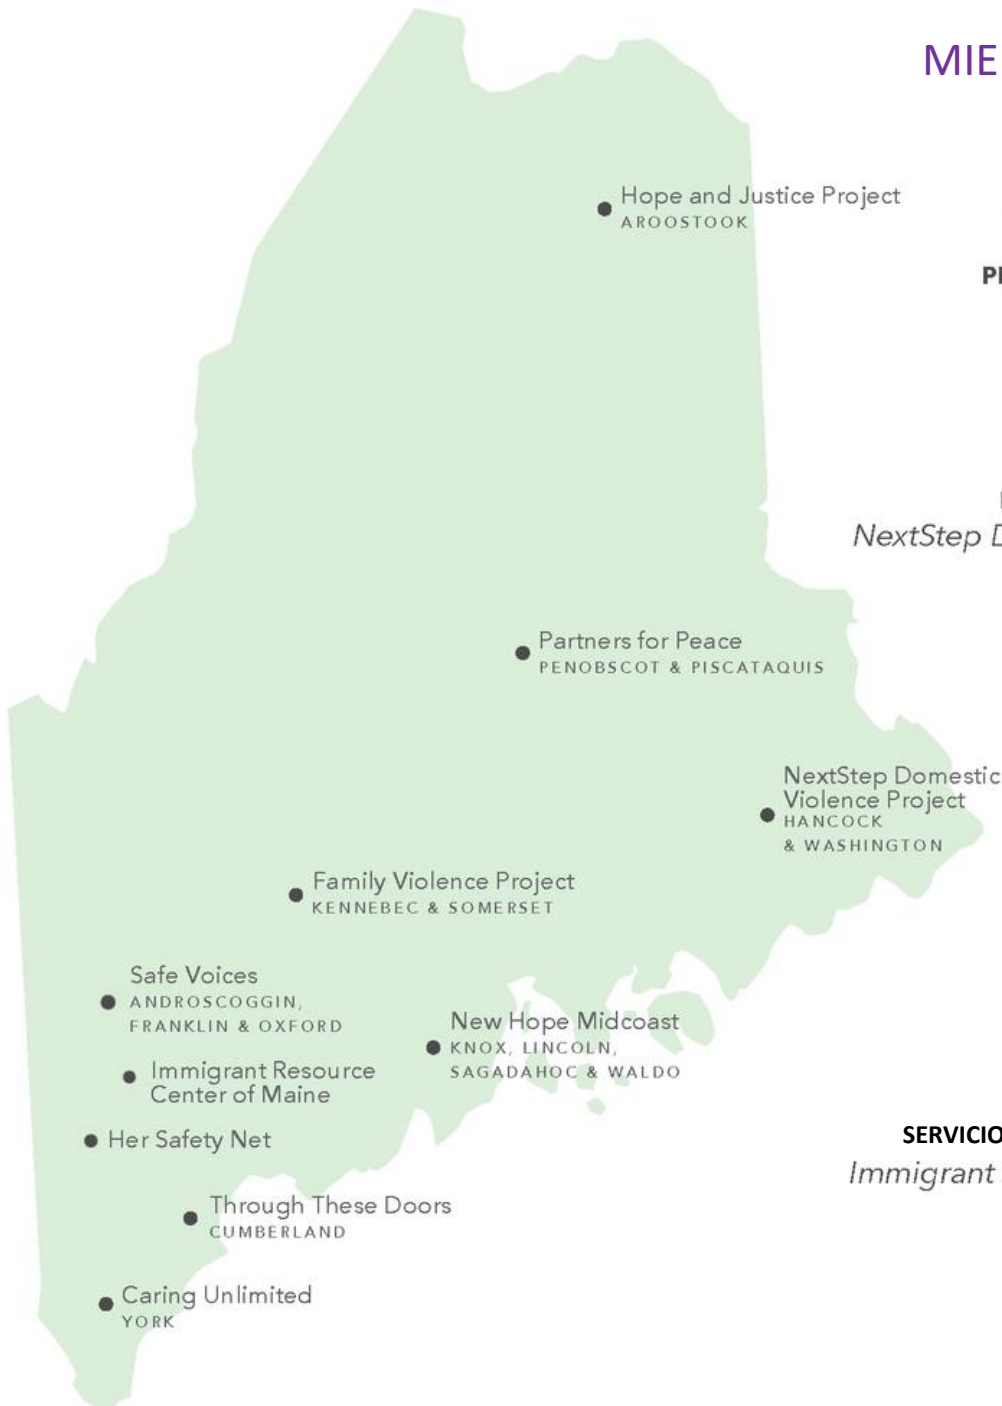 MIE
Hope and Justice Project
AROOSTOOK
NextStep D
Partners for Peace
PENOBSCOT & PISCATAQUIS
NextStep Domestic
Violence Project
HANCOCK
& WASHINGTON
Family Violence Project
KENNEBEC & SOMERSET
Safe Voices
ANDROSCOGGIN,
FRANKLIN & OXFORD
New Hope Midcoast
KNOX, LINCOLN,
SAGADAHOC & WALDO
Immigrant Resource
Center of Maine
Her Safety Net
SERVICIO
Immigrant
Through These Doors
CUMBERLAND
Caring Unlimited
YORK